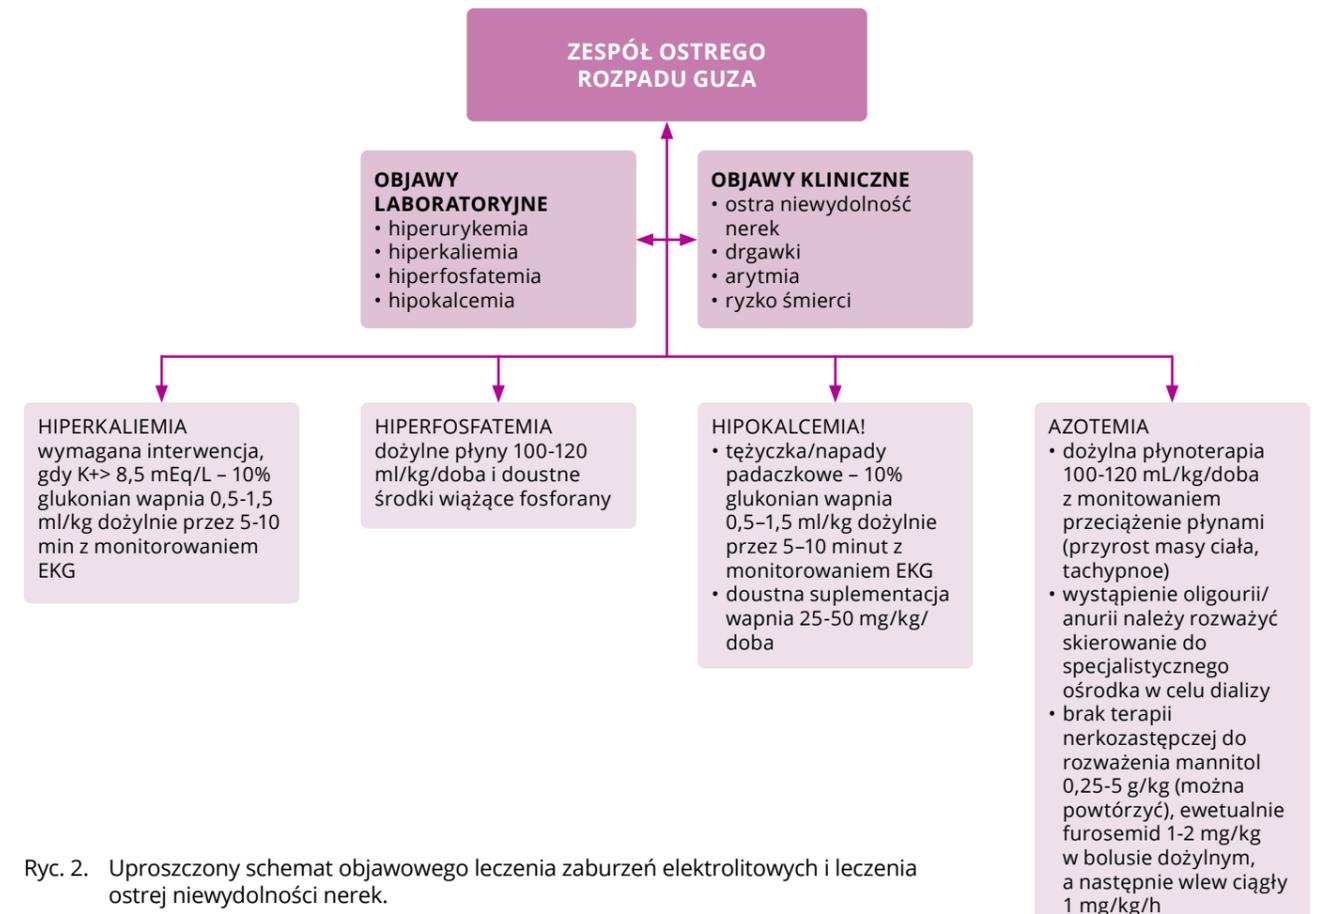 ZESPÓŁ OSTREGO
ROZPADU GUZA
OBJAWY
LABORATORYJNE
• hiperurykemia
• hiperkaliemia
• hiperfosfatemia
• hipokalcemia
OBJAWY KLINICZNE
• ostra niewydolność
nerek
• drgawki
• arytmia
• ryzko śmierci
HIPERKALIEMIA
wymagana interwencja,
gdy K+> 8,5 mEq/L – 10%
glukonian wapnia 0,5-1,5
ml/kg dożylnie przez 5-10
min z monitorowaniem
EKG
HIPERFOSFATEMIA
dożylne płyny 100-120
ml/kg/doba i doustne
środki wiążące fosforany
HIPOKALCEMIA!
• tężyczka/napady
padaczkowe – 10%
glukonian wapnia
0,5–1,5 ml/kg dożylnie
przez 5–10 minut z
monitorowaniem EKG
• doustna suplementacja
wapnia 25-50 mg/kg/
doba
AZOTEMIA
• dożylna płynoterapia
100-120 mL/kg/doba
z monitowaniem
przeciążenie płynami
(przyrost masy ciała,
tachypnoe)
• wystąpienie oligourii/
anurii należy rozważyć
skierowanie do
specjalistycznego
ośrodka w celu dializy
• brak terapii
nerkozastępczej do
rozważenia mannitol
0,25-5 g/kg (można
powtórzyć), ewetualnie
furosemid 1-2 mg/kg
w bolusie dożylnym,
a następnie wlew ciągły
1 mg/kg/h
Ryc. 2. Uproszczony schemat objawowego leczenia zaburzeń elektrolitowych i leczenia
ostrej niewydolności nerek.